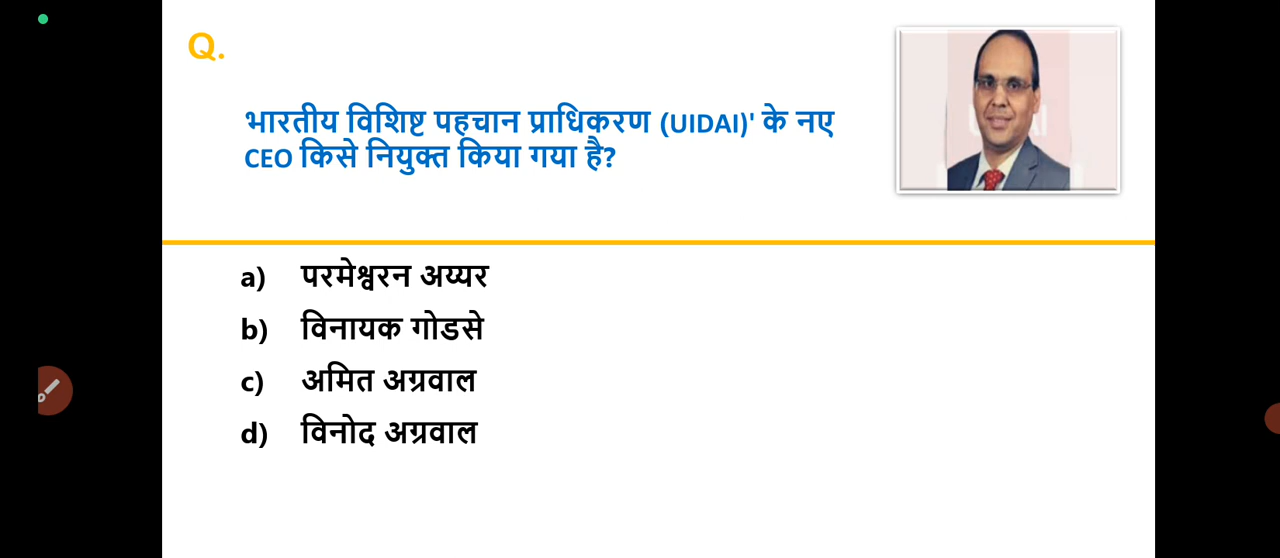 Q.
भारतीय विशिष्ट पहचान प्राधिकरण (UIDAI)' के नए
CEO किसे नियुक्त किया गया है?
a) परमेश्वरन अय्यर
b) विनायक गोडसे
c) अमित अग्रवाल
d) विनोद अग्रवाल